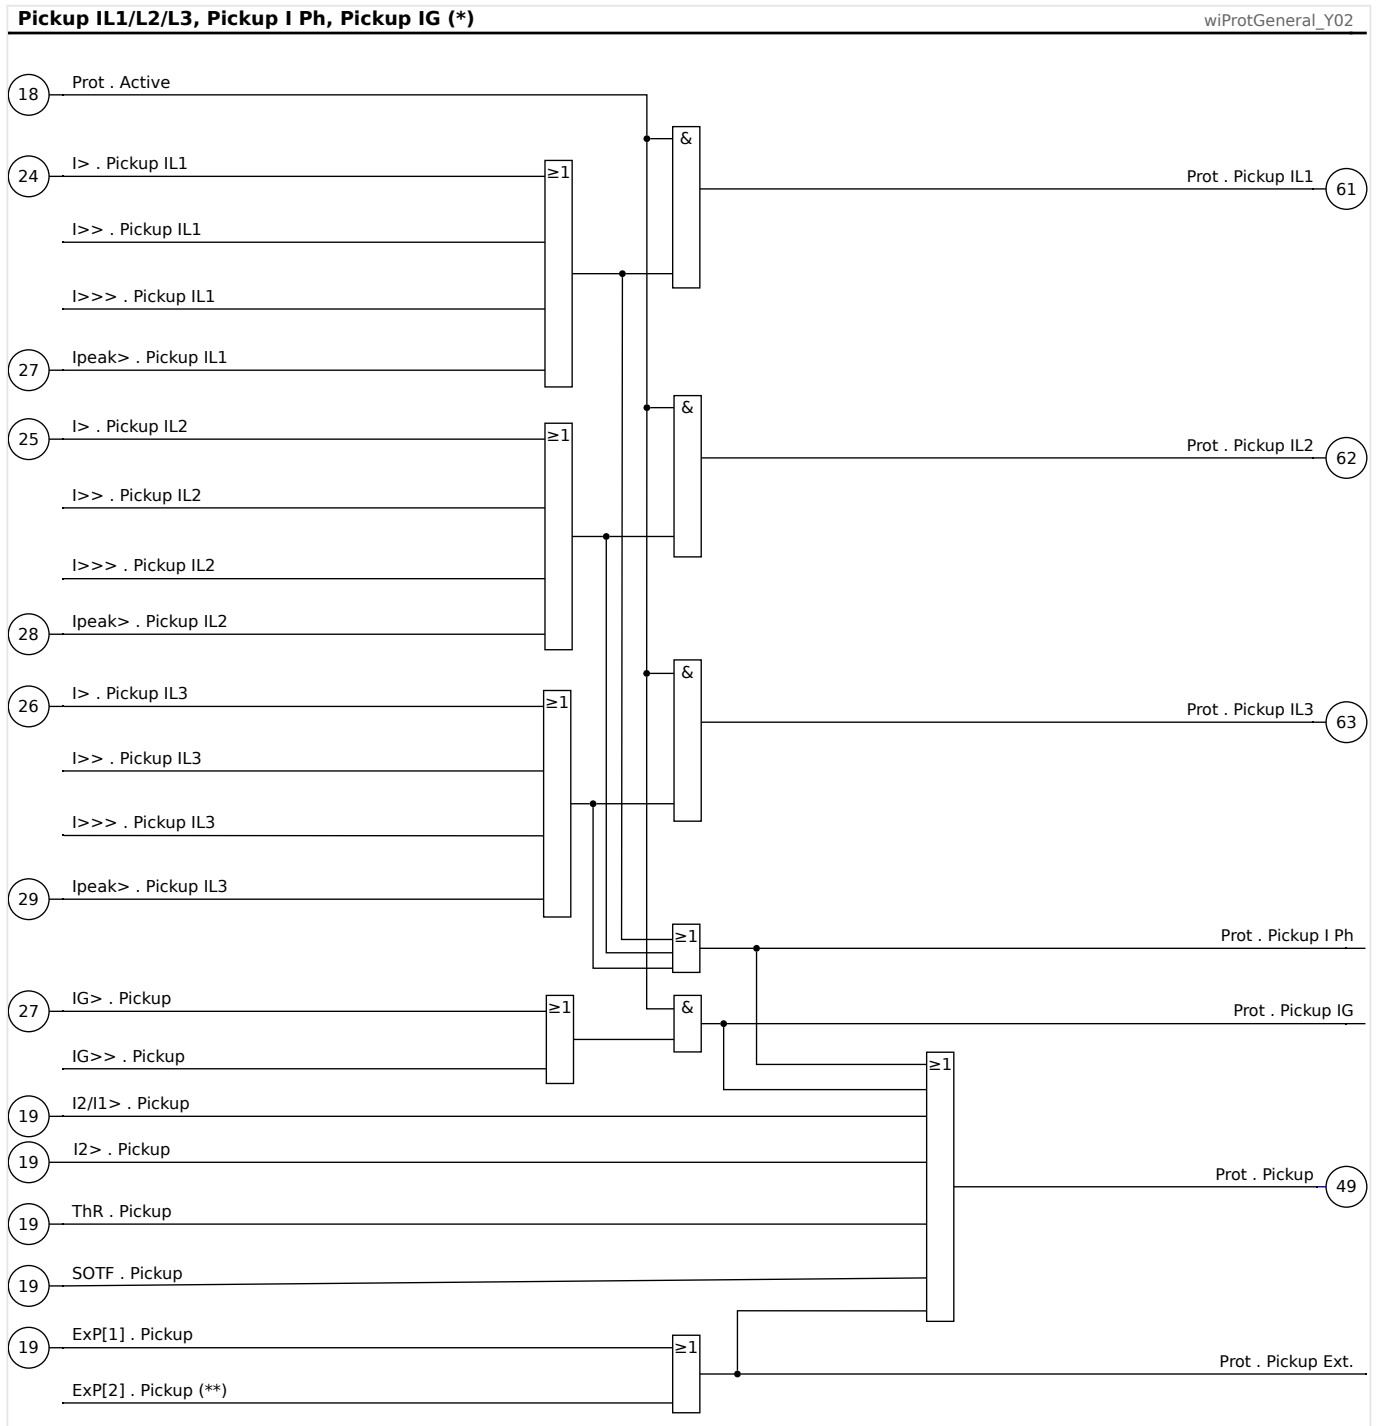 Pickup IL1/L2/L3, Pickup I Ph, Pickup IG (*)
wiProtGeneral_Y02
18
Prot . Active
&
24
I> . Pickup IL1
≥1
Prot . Pickup IL1
61
I>> . Pickup IL1
I>>> . Pickup IL1
27
Ipeak> . Pickup IL1
&
25
I> . Pickup IL2
≥1
Prot . Pickup IL2
62
I>> . Pickup IL2
I>>> . Pickup IL2
28
Ipeak> . Pickup IL2
&
26
I> . Pickup IL3
≥1
Prot . Pickup IL3
63
I>> . Pickup IL3
I>>> . Pickup IL3
29
Ipeak> . Pickup IL3
≥1
Prot . Pickup I Ph
27
IG> . Pickup
≥1
&
Prot . Pickup IG
IG>> . Pickup
≥1
19
I2/I1> . Pickup
19
I2> . Pickup
Prot . Pickup
49
19
ThR . Pickup
19
SOTF . Pickup
19
ExP[1] . Pickup
≥1
Prot . Pickup Ext.
ExP[2] . Pickup (**)